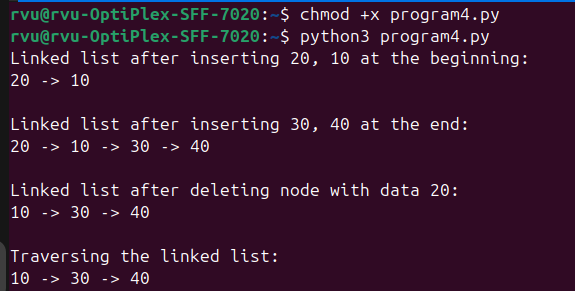 rvu@rvu-OptiPlex-SFF-7020:~$ chmod +x program4.py
rvu@rvu-OptiPlex-SFF-7020:~$ python3 program4.py
Linked list after inserting 20, 10 at the beginning:
20 -> 10
Linked list after inserting 30, 40 at the end:
20 -> 10 -> 30 -> 40
Linked list after deleting node with data 20:
10 -> 30 -> 40
Traversing the linked list:
10 -> 30 -> 40